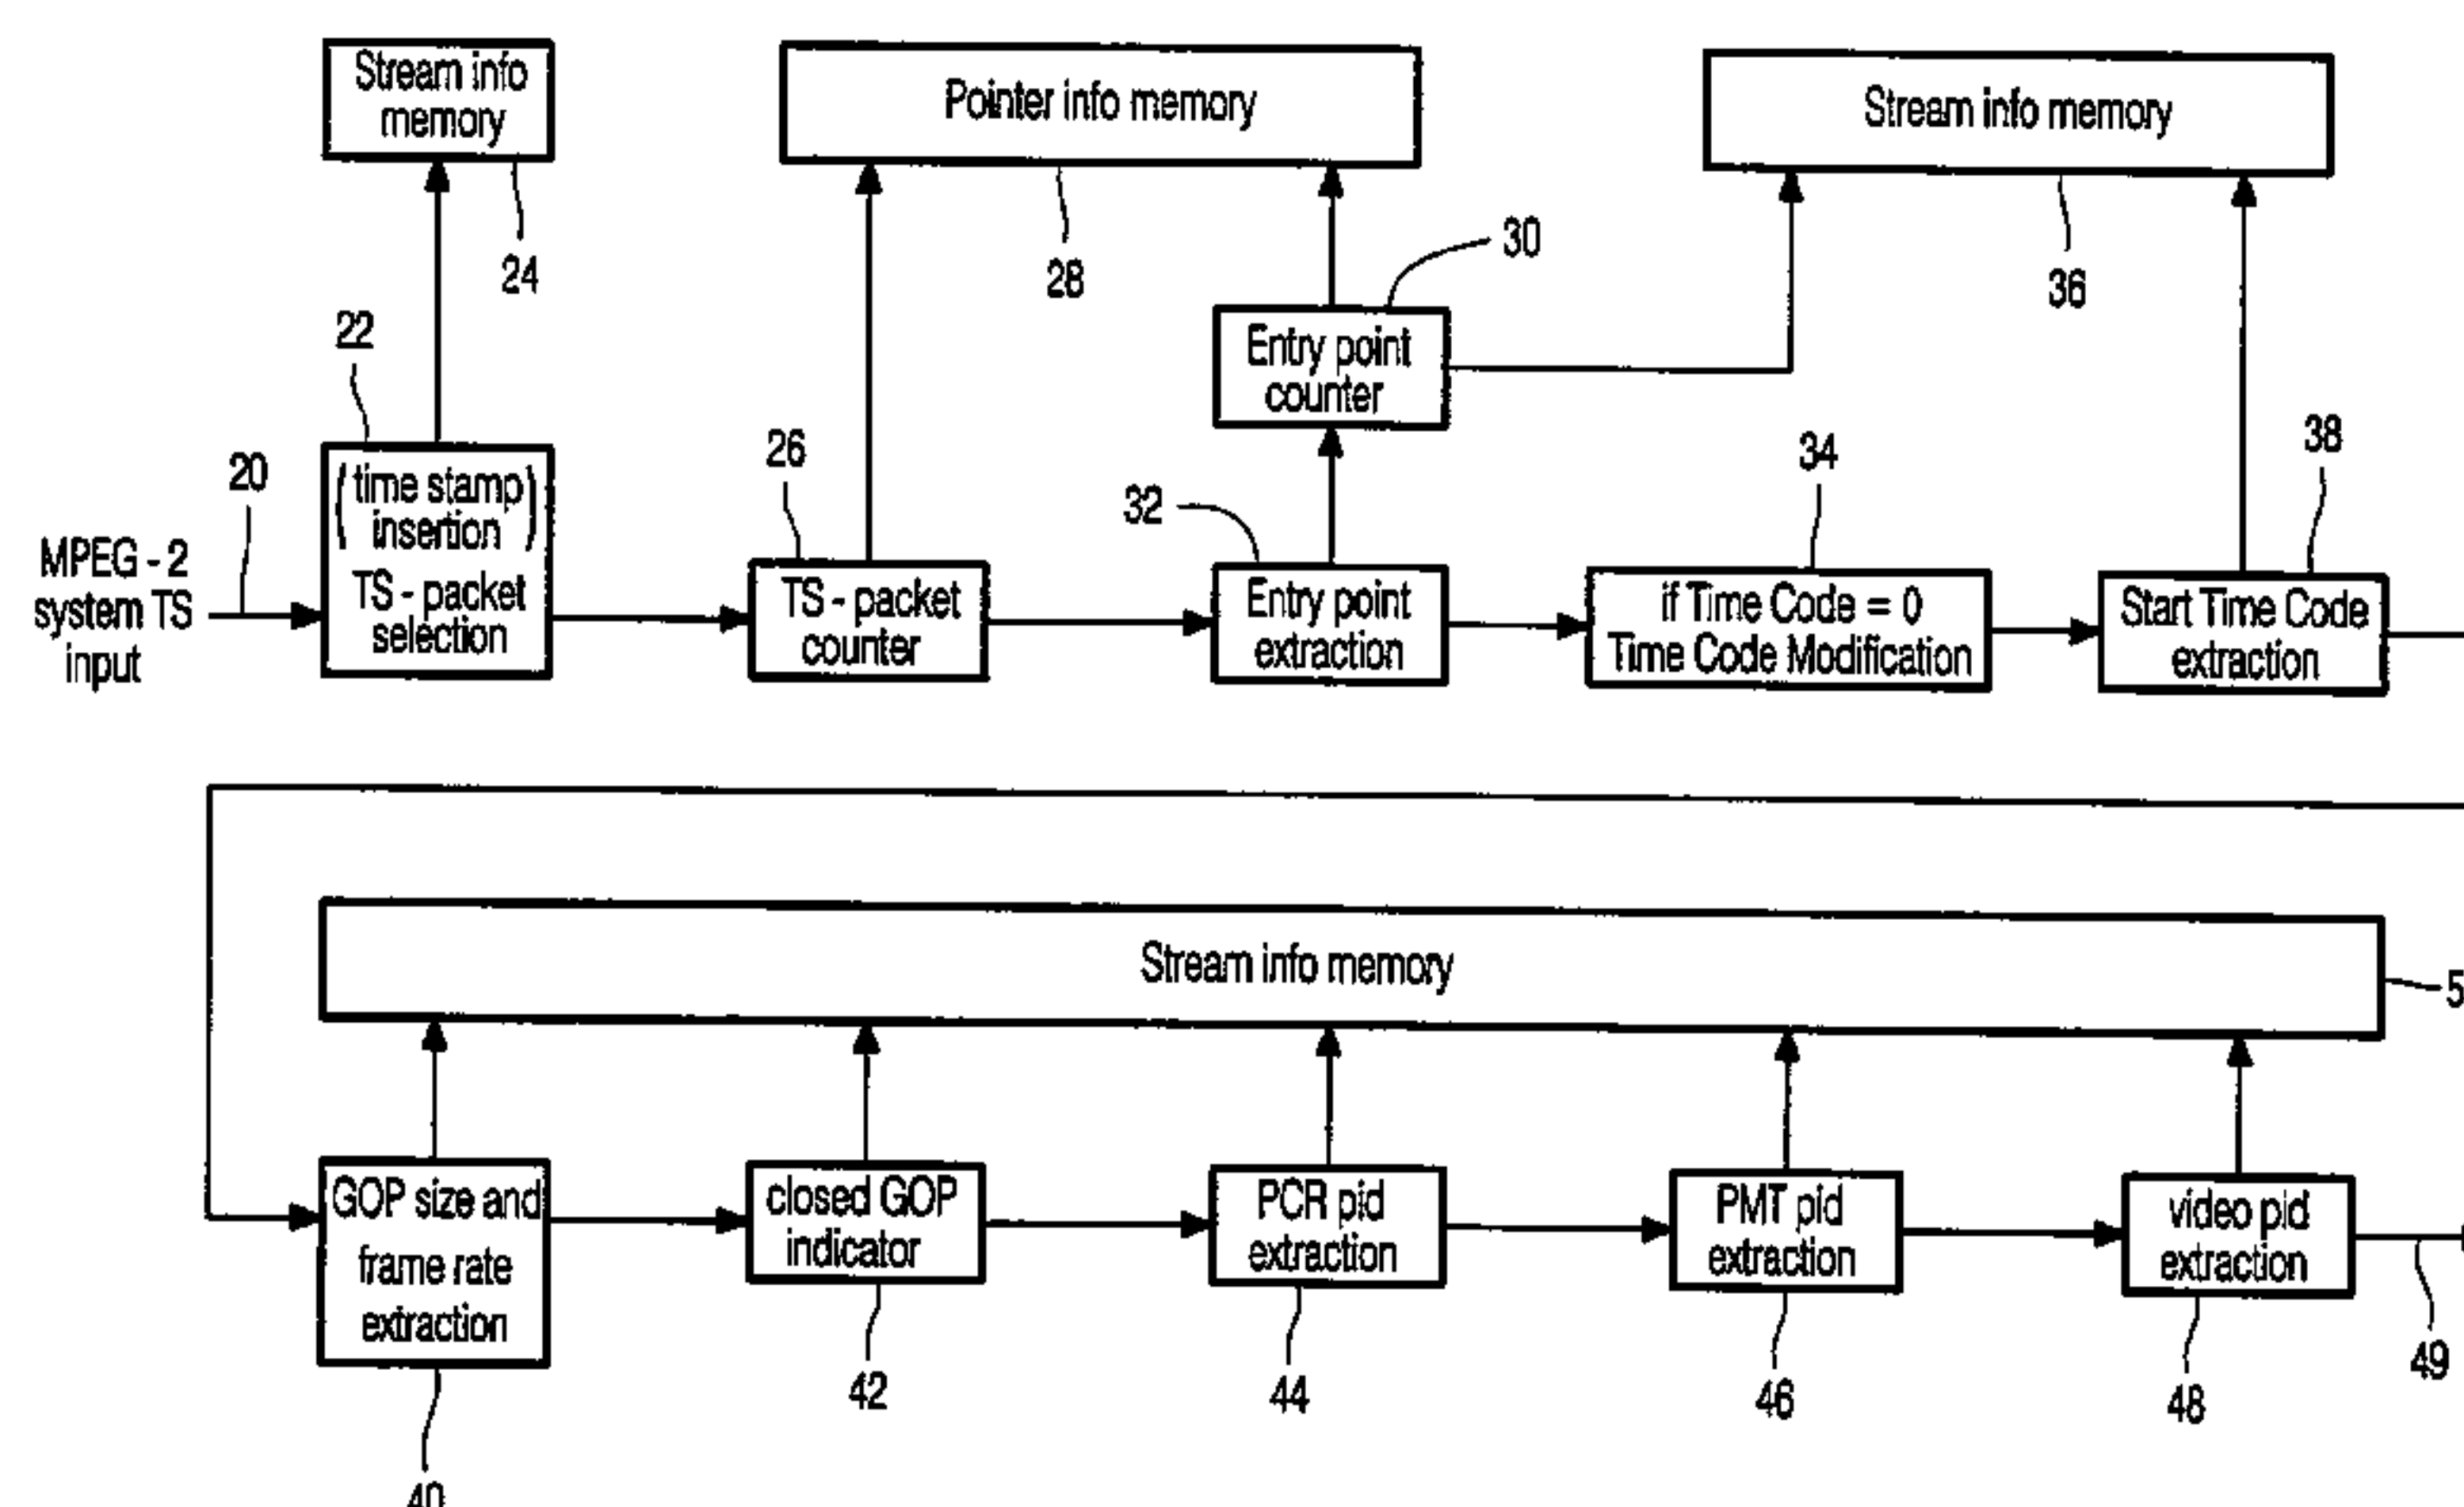 Stream info
memory
Pointer info memory
Stream info memory
24
28
30
36
22
Entry point
counter
20
26
32
34
38
MPEG - 2
system TS
input
(time stamp
insertion)
TS - packet
selection
TS - packet
counter
Entry point
extraction
if Time Code = 0
Time Code Modification
Start Time Code
extraction
Stream info memory
5
GOP size and
frame rate
extraction
closed GOP
indicator
PCR pid
extraction
PMT pid
extraction
video pid
extraction
40
42
44
46
48
49